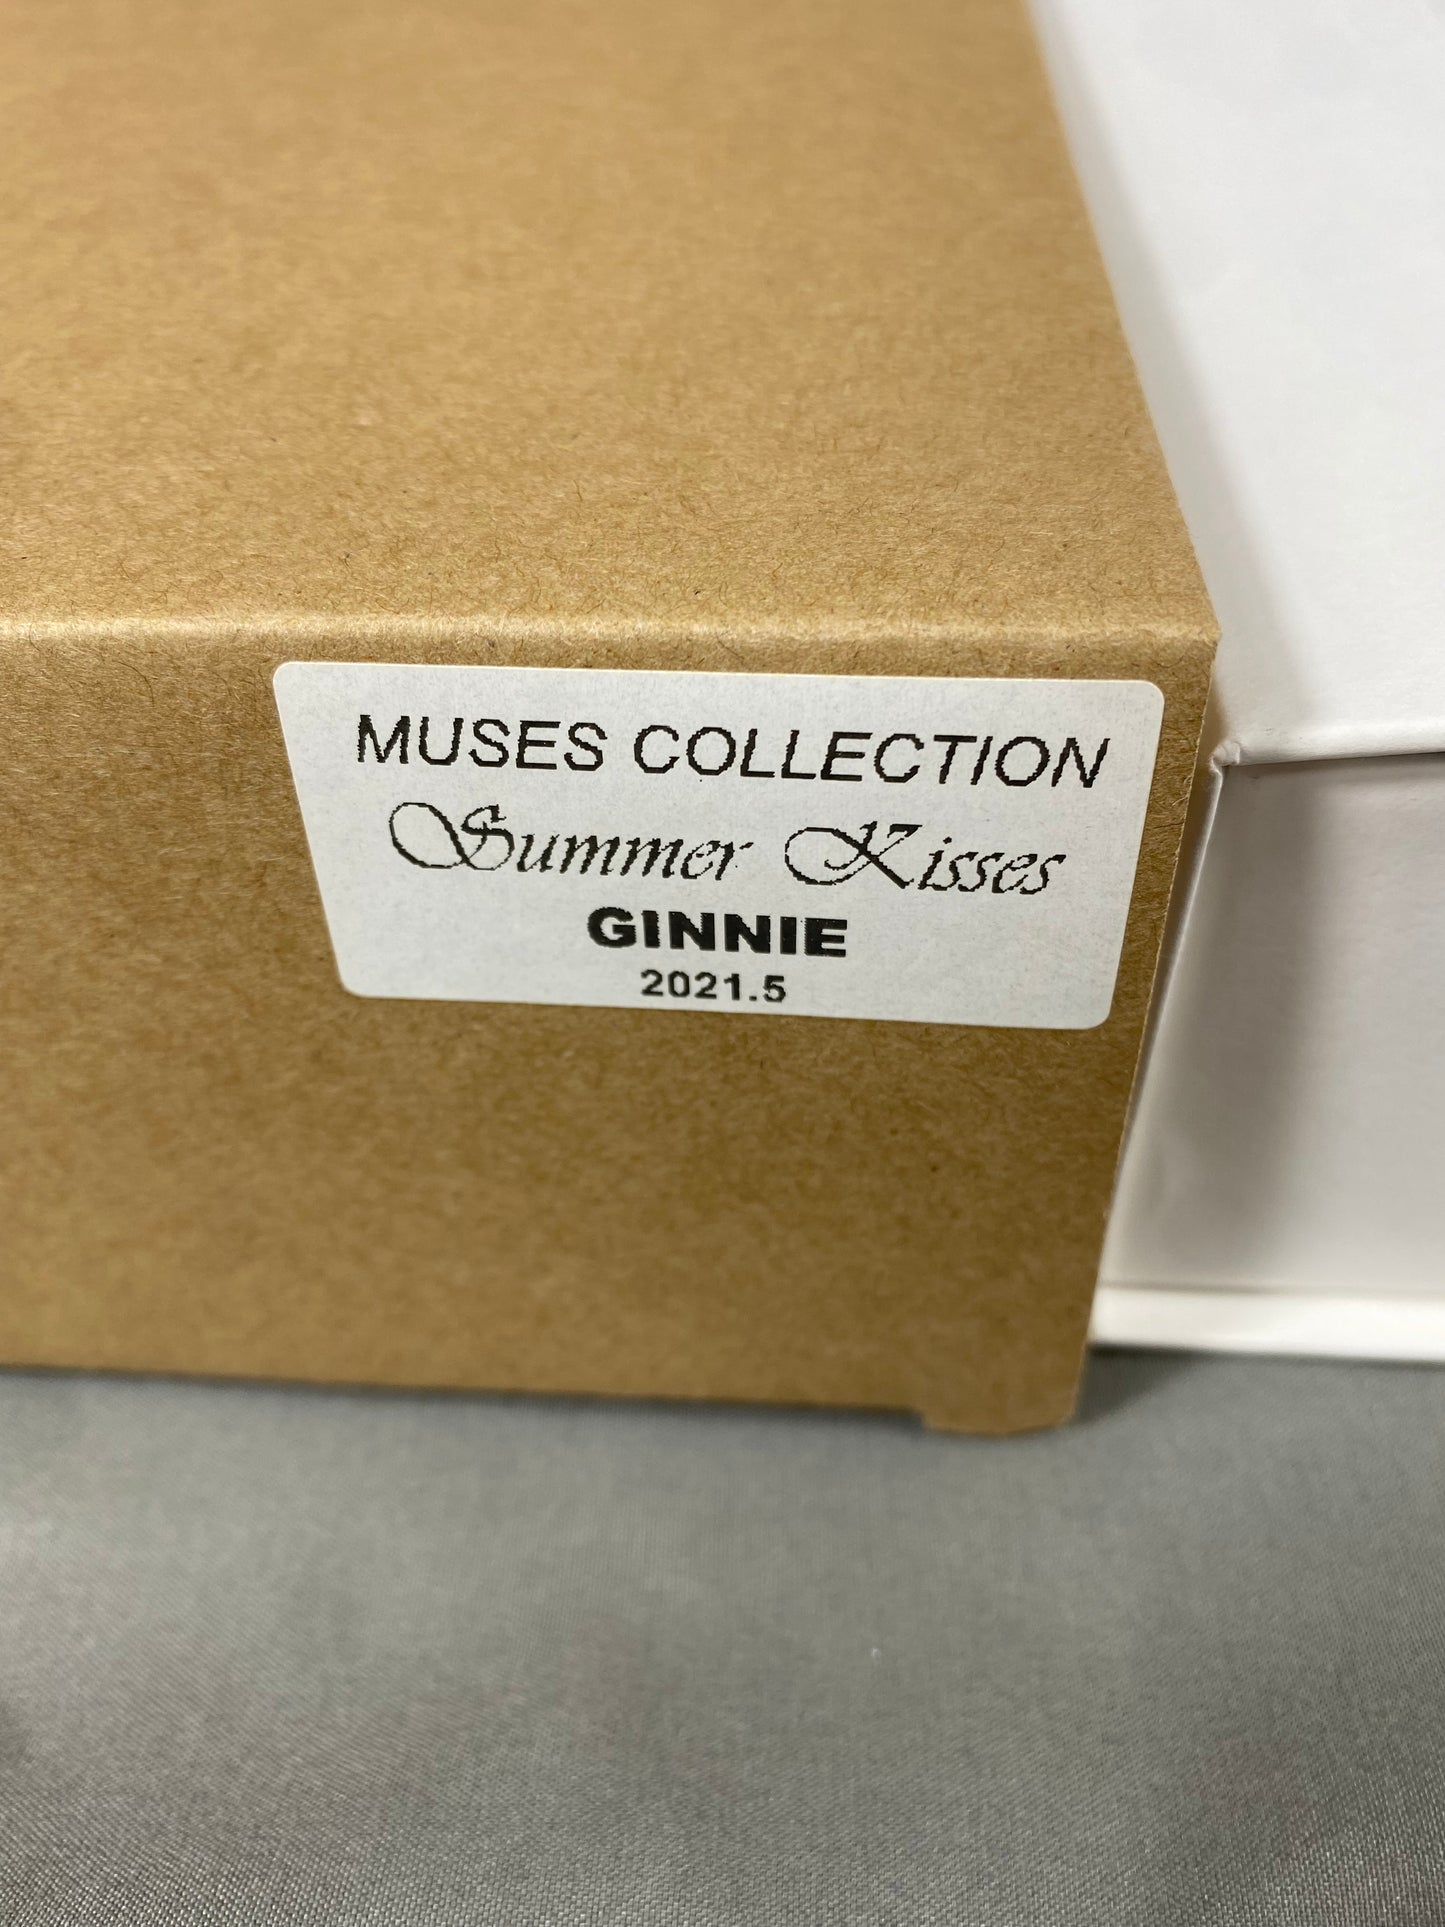 MUSES COLLECTION
Summer Kisses
GINNIE
2021.5